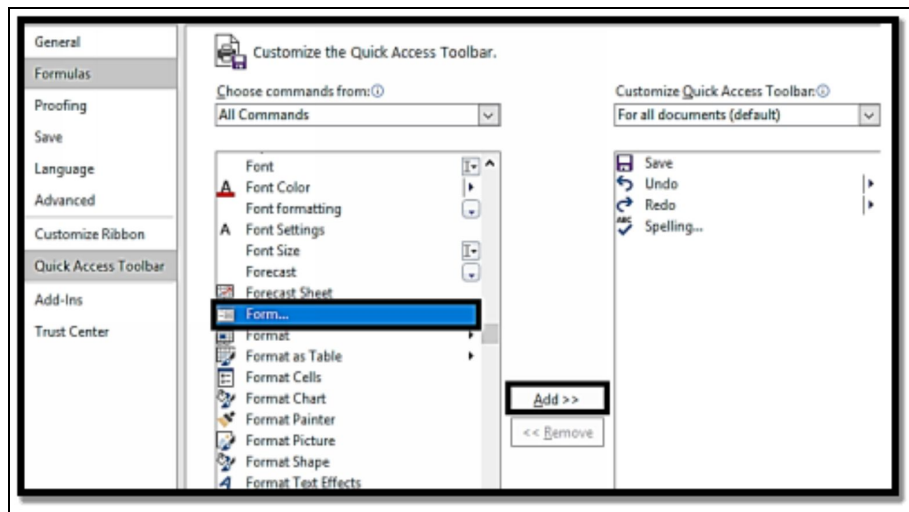 General
Formulas
Proofing
Save
Language
Advanced
Customize Ribbon
Quick Access Toolbar
Add-Ins
Trust Center
Customize the Quick Access Toolbar.
Choose commands from:
All Commands
Font
A Font Color
Font formatting
A Font Settings
Font Size
Forecast
Forecast Sheet
Form...
Format
Format as Table
Format Cells
Format Chart
Format Painter
Format Picture
Format Shape
A Format Text Effects
Add >>
<< Remove
Customize Quick Access Toolbar:
For all documents (default)
Save
Undo
Redo
ABC Spelling...